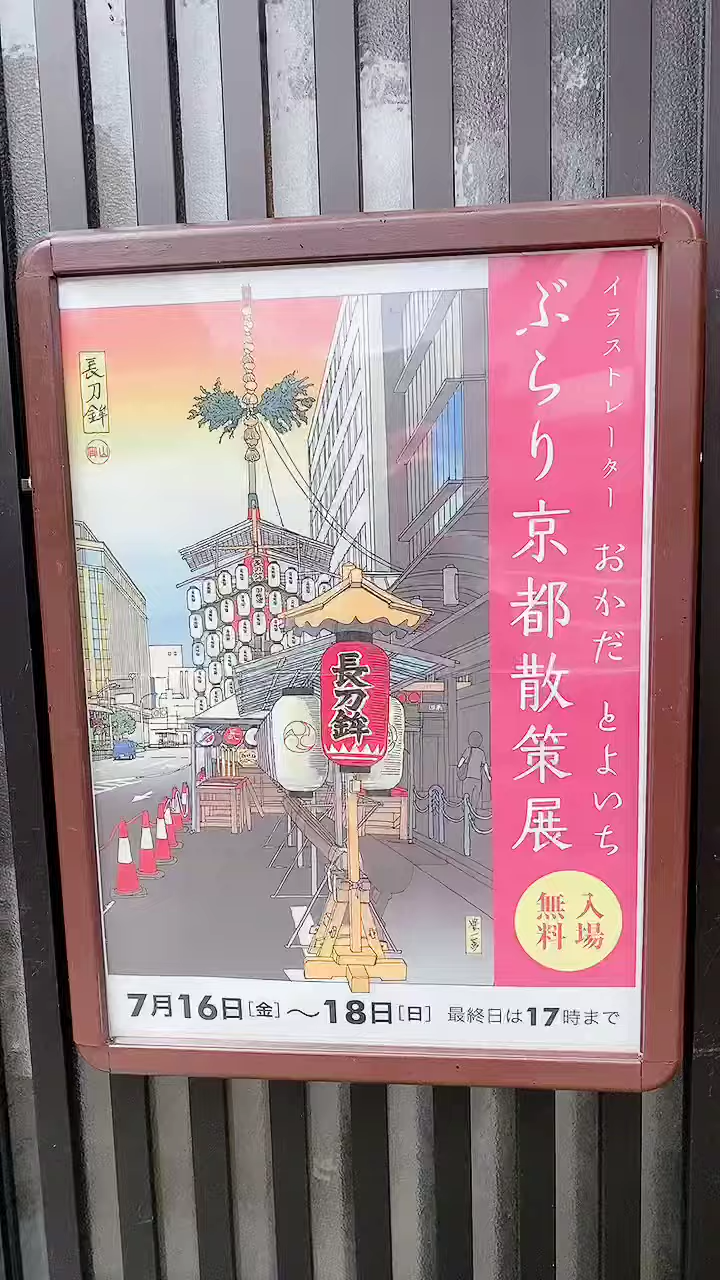 イラストレーター おかだ とよいち
ぶらり京都散策展
入場
無料
長刀鉾
長刀鉾
7月16日[金]～18日[日] 最終日は17時まで